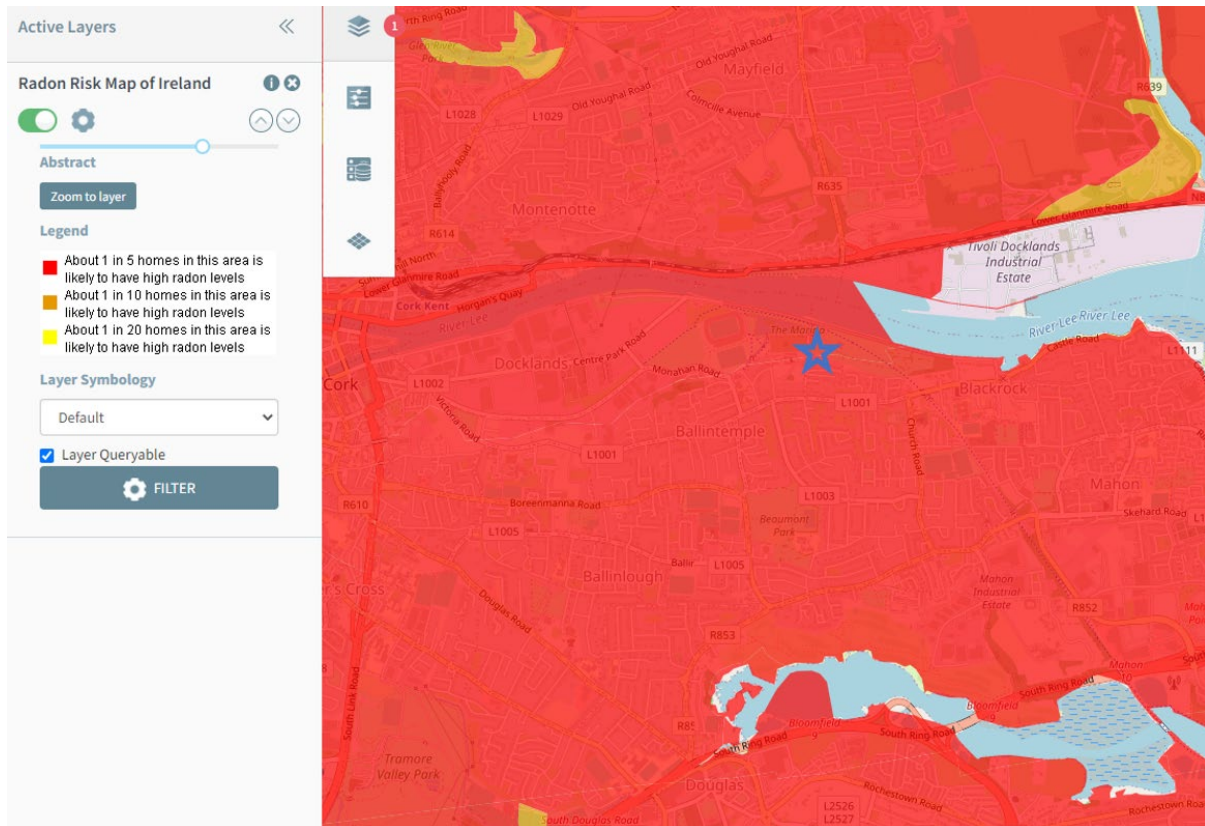 Active Layers
1
Radon Risk Map of Ireland
Abstract
Zoom to layer
Legend
About 1 in 5 homes in this area is
likely to have high radon levels
About 1 in 10 homes in this area is
likely to have high radon levels
About 1 in 20 homes in this area is
likely to have high radon levels
Layer Symbology
Default
Layer Queryable
FILTER
North Ring Road
Glen River
Park
Old Youghal Road
Mayfield
R639
Old Youghal Road
Colmcille Avenue
L1028
L1029
Ballyhooly Road
R635
Montenotte
Lower Glanmire Road
N8
R614
Tivoli Docklands
Industrial
Estate
Lower Glanmire Road
Cork Kent
Horgan's Quay
River Lee
River Lee
River Lee
The Marina
Castle Road
L1111
Docklands
Centre Park Road
Monahan Road
Cork
L1002
Blackrock
Victoria Road
L1001
Ballintemple
Church Road
L1001
Mahon
R610
Boreenmanna Road
L1003
Skehard Road
Beaumont
Park
L1005
L1005
Ballinlough
Mahon
Industrial
Estate
R852
Douglas Road
R853
Mahon
10
South Ring Road
South Link Road
Bloomfield
9
Bloomfield
9
South Ring Road
South Ring Road
Tramore
Valley Park
Douglas
Rochestown Road
L2526
L2527
Rochestown Road
South Douglas Road